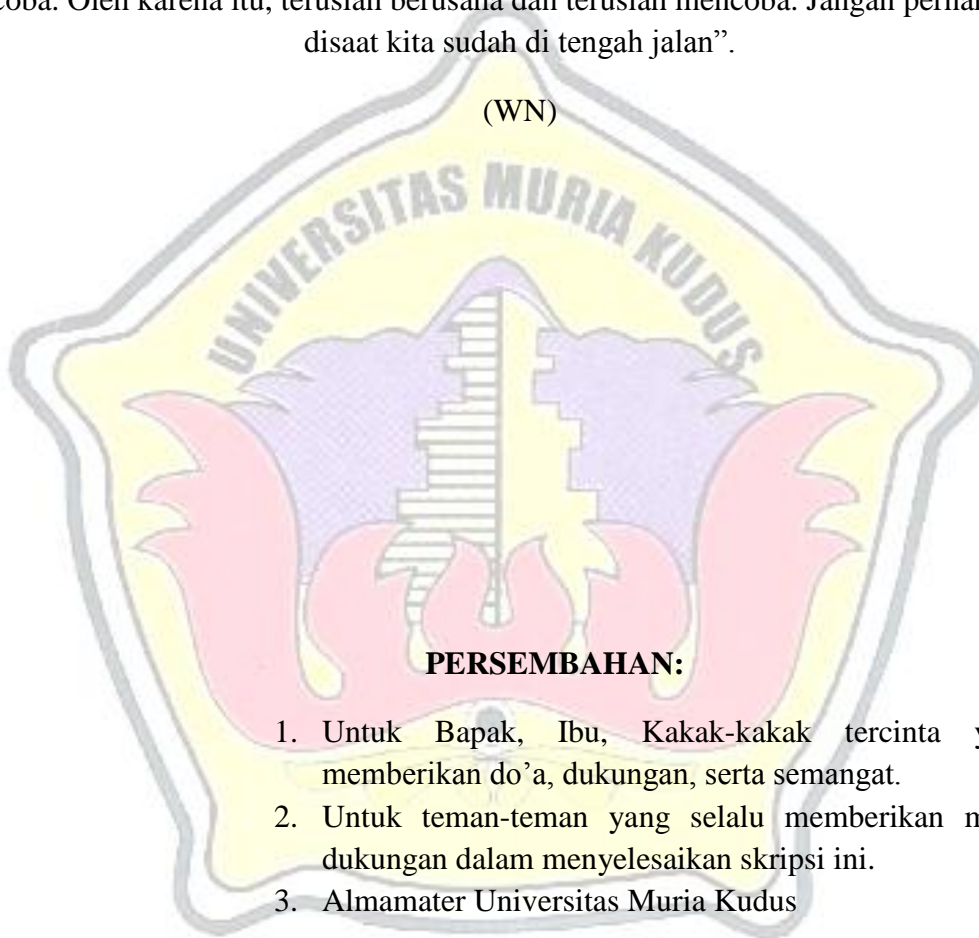 coba. Oleh karena itu, teruslah berusaha dan teruslah mencoba. Jangan
disaat kita sudah di tengah jalan”.
(WN)
UNIVERSITAS MURIA KUDUS
PERSEMBAHAN:
1. Untuk Bapak, Ibu, Kakak-kakak tercinta
memberikan do’a, dukungan, serta semangat.
2. Untuk teman-teman yang selalu memberikan
dukungan dalam menyelesaikan skripsi ini.
3. Almamater Universitas Muria Kudus